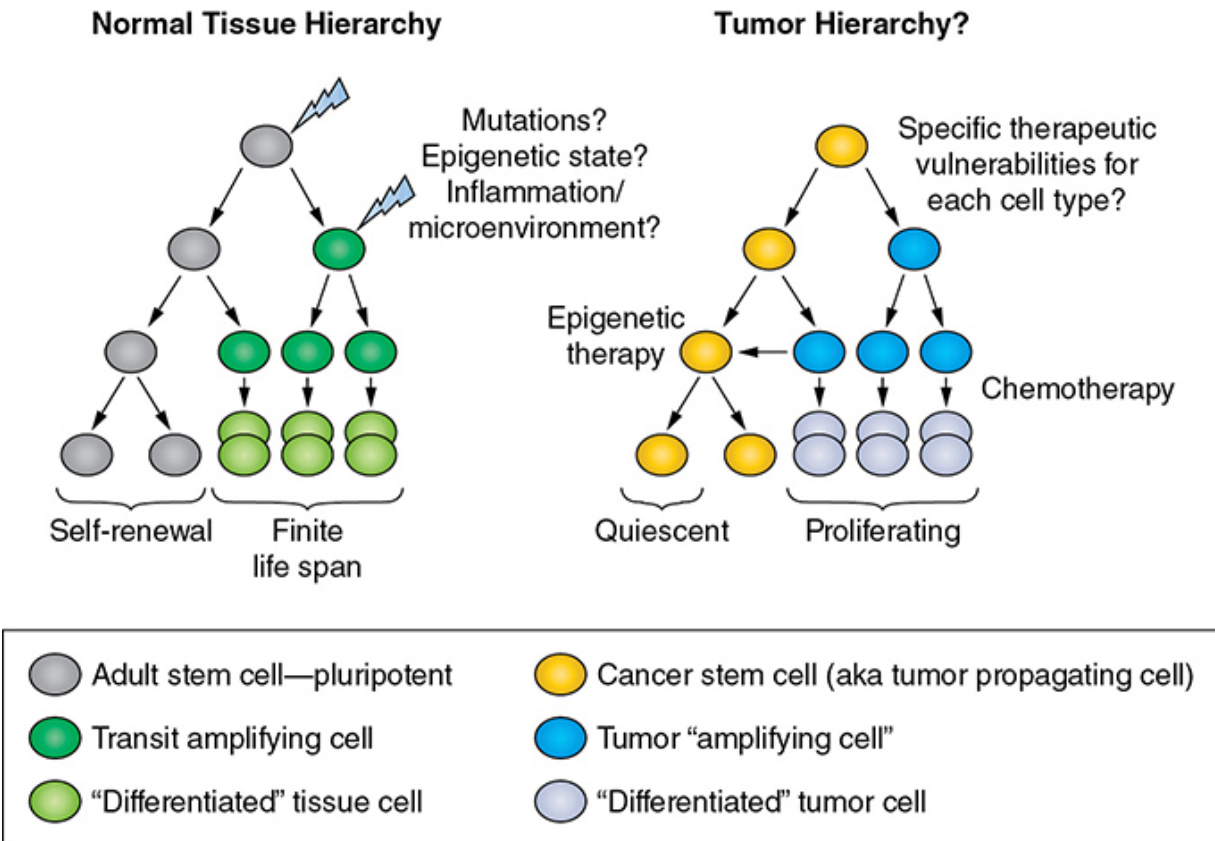 Normal Tissue Hierarchy
Tumor Hierarchy?
Mutations?
Epigenetic state?
Inflammation/
microenvironment?
Specific therapeutic
vulnerabilities for
each cell type?
Epigenetic
therapy
Chemotherapy
Self-renewal
Finite
life span
Quiescent
Proliferating
Adult stem cell—pluripotent
Transit amplifying cell
“Differentiated” tissue cell
Cancer stem cell (aka tumor propagating cell)
Tumor “amplifying cell”
“Differentiated” tumor cell